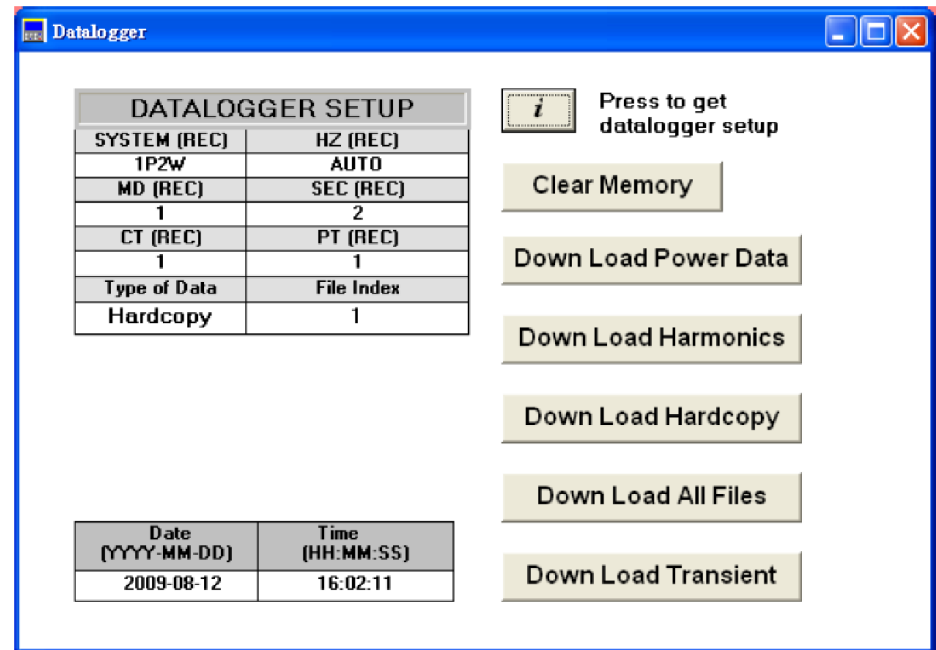 Datalogger
DATALOGGER SETUP
SYSTEM (REC) HZ (REC)
1P2W AUTO
MD (REC) SEC (REC)
1 2
CT (REC) PT (REC)
1 1
Type of Data File Index
Hardcopy 1
Date Time
(YYYY-MM-DD) (HH:MM:SS)
2009-08-12 16:02:11
i
Press to get
datalogger setup
Clear Memory
Down Load Power Data
Down Load Harmonics
Down Load Hardcopy
Down Load All Files
Down Load Transient